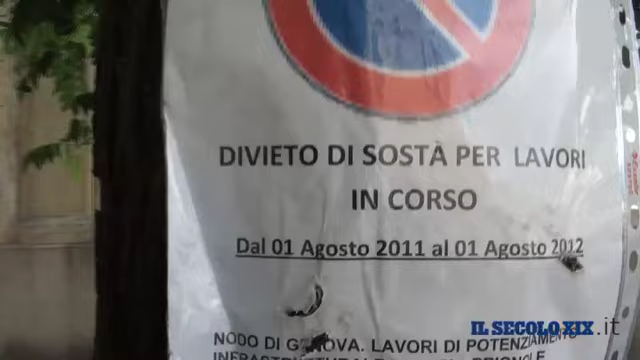 DIVIETO DI SOSTA PER LAVORI
IN CORSO
Dal 01 Agosto 2011 al 01 Agosto 2012
NODO DI GENOVA. LAVORI DI POTENZIAMENTO
IL SECOLO XIX.it